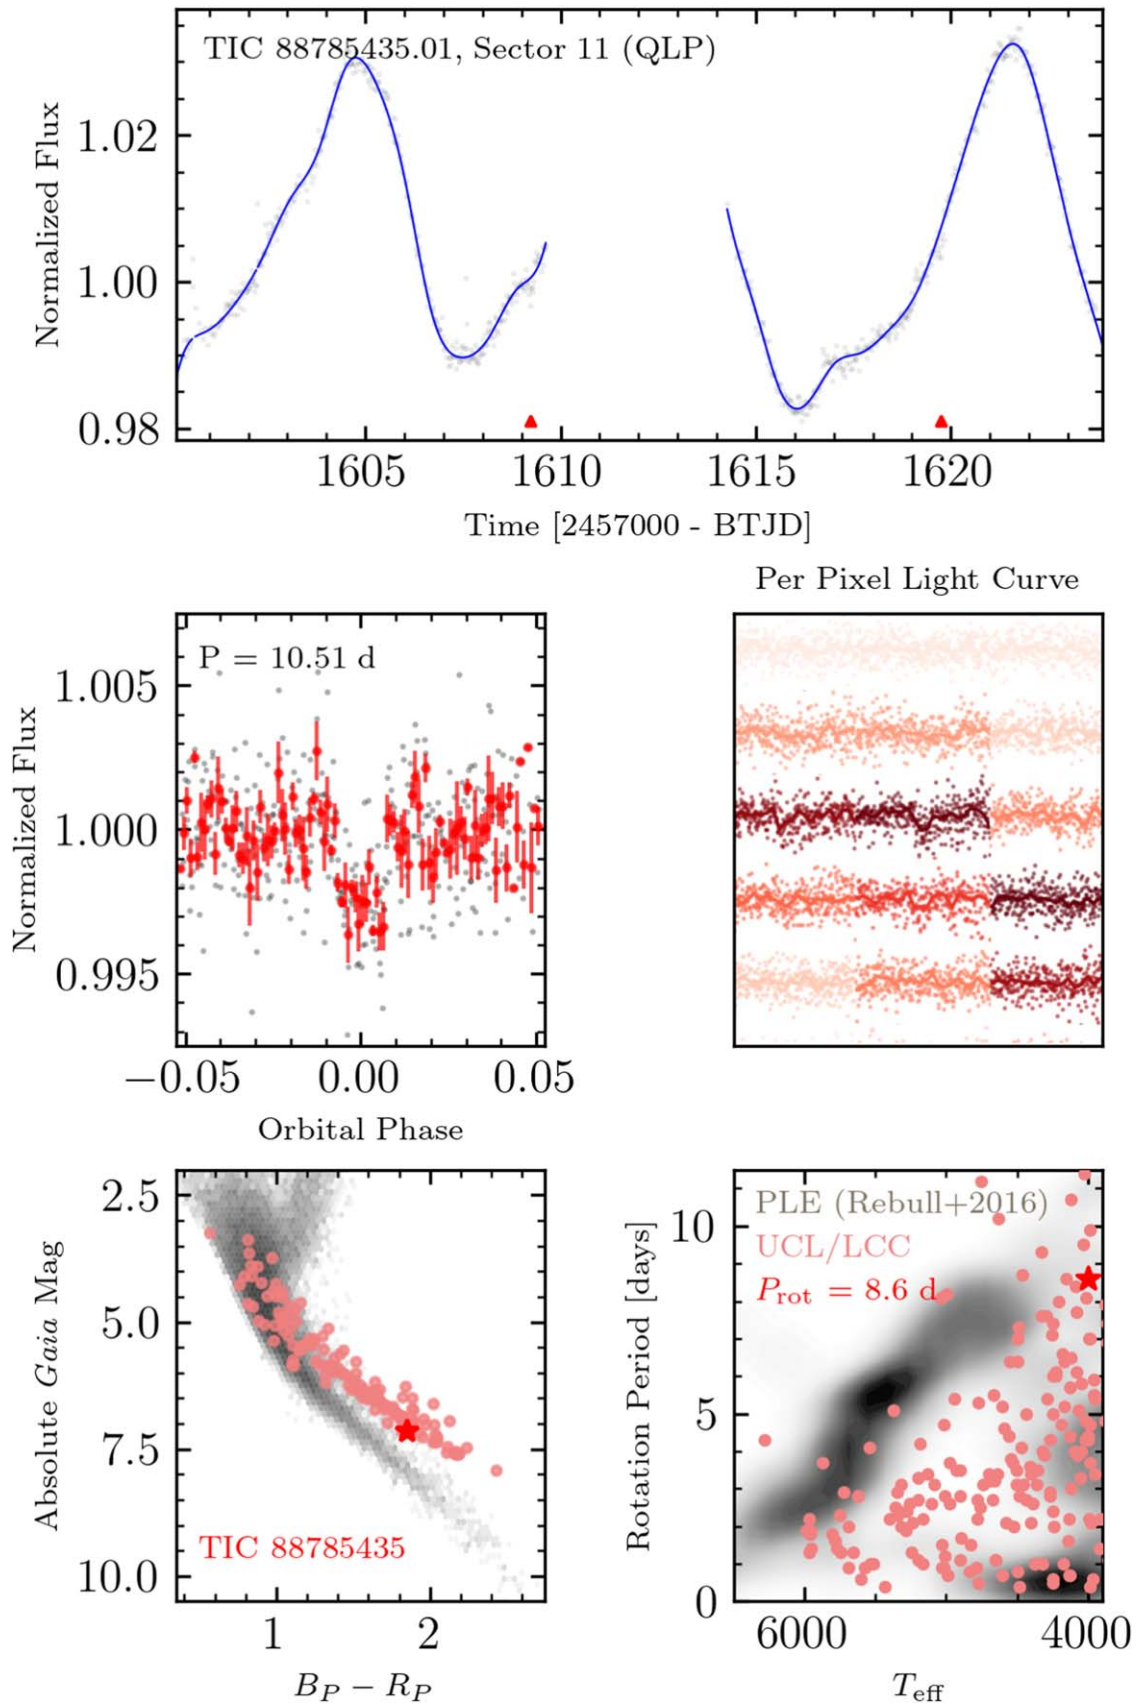 TIC 88785435.01, Sector 11 (QLP)
Normalized Flux
1.02
1.00
0.98
1605 1610 1615 1620
Time [2457000 - BTJD]
Per Pixel Light Curve
P = 10.51 d
Normalized Flux
1.005
1.000
0.995
−0.05 0.00 0.05
Orbital Phase
Absolute Gaia Mag
2.5
5.0
7.5
10.0
TIC 88785435
1 2
B_P − R_P
Rotation Period [days]
10
5
0
PLE (Rebull+2016)
UCL/LCC
P_rot = 8.6 d
6000 4000
T_eff